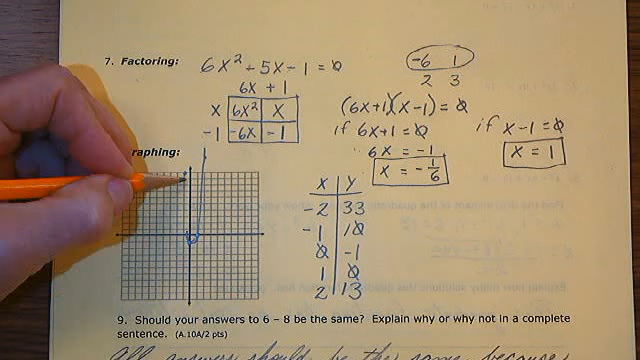 7. Factoring: 6x² - 5x - 1 = 0
-6 1
2 3
6x + 1
x 6x² x
-1 -6x -1
(6x+1)(x-1) = 0
if 6x+1 = 0
6x = -1
x = -1/6
if x-1 = 0
x = 1
raphing:
x y
-2 33
-1 10
0 -1
1 0
2 13
9. Should your answers to 6 – 8 be the same? Explain why or why not in a complete
sentence. (A.10A/2 pts)
All answers should be the same, because